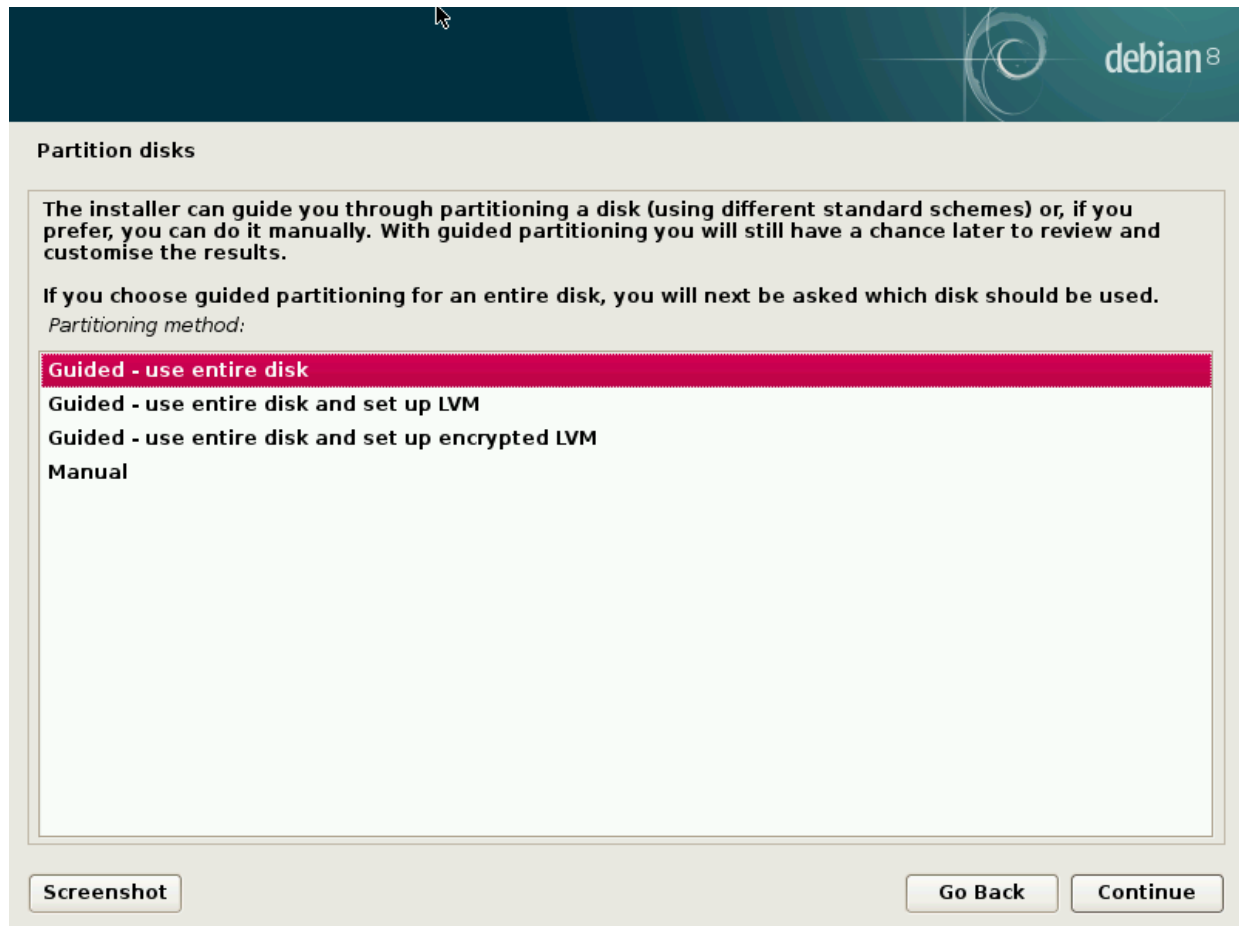 debian 8
Partition disks
The installer can guide you through partitioning a disk (using different standard schemes) or, if you
prefer, you can do it manually. With guided partitioning you will still have a chance later to review and
customise the results.
If you choose guided partitioning for an entire disk, you will next be asked which disk should be used.
Partitioning method:
Guided - use entire disk
Guided - use entire disk and set up LVM
Guided - use entire disk and set up encrypted LVM
Manual
Screenshot
Go Back
Continue